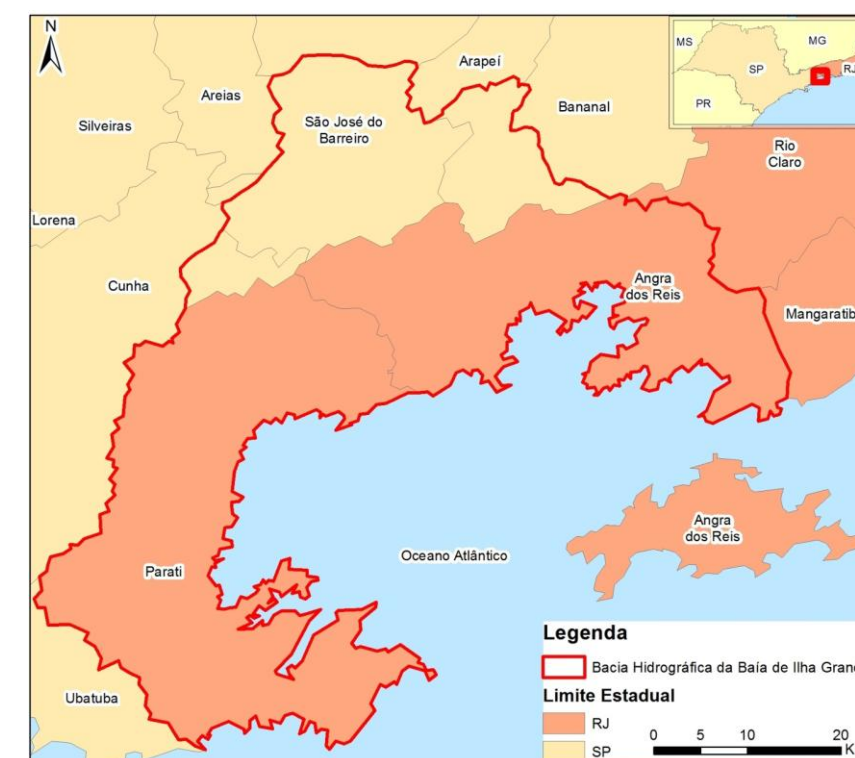 N
MS
MG
SP
RJ
PR
Arapeí
Areias
São José do
Barreiro
Bananal
Silveiras
Rio
Claro
Lorena
Cunha
Angra
dos Reis
Mangaratib
Angra
dos Reis
Oceano Atlântico
Parati
Ubatuba
Legenda
Bacia Hidrográfica da Baía de Ilha Grand
Limite Estadual
RJ
SP
0 5 10 20
K